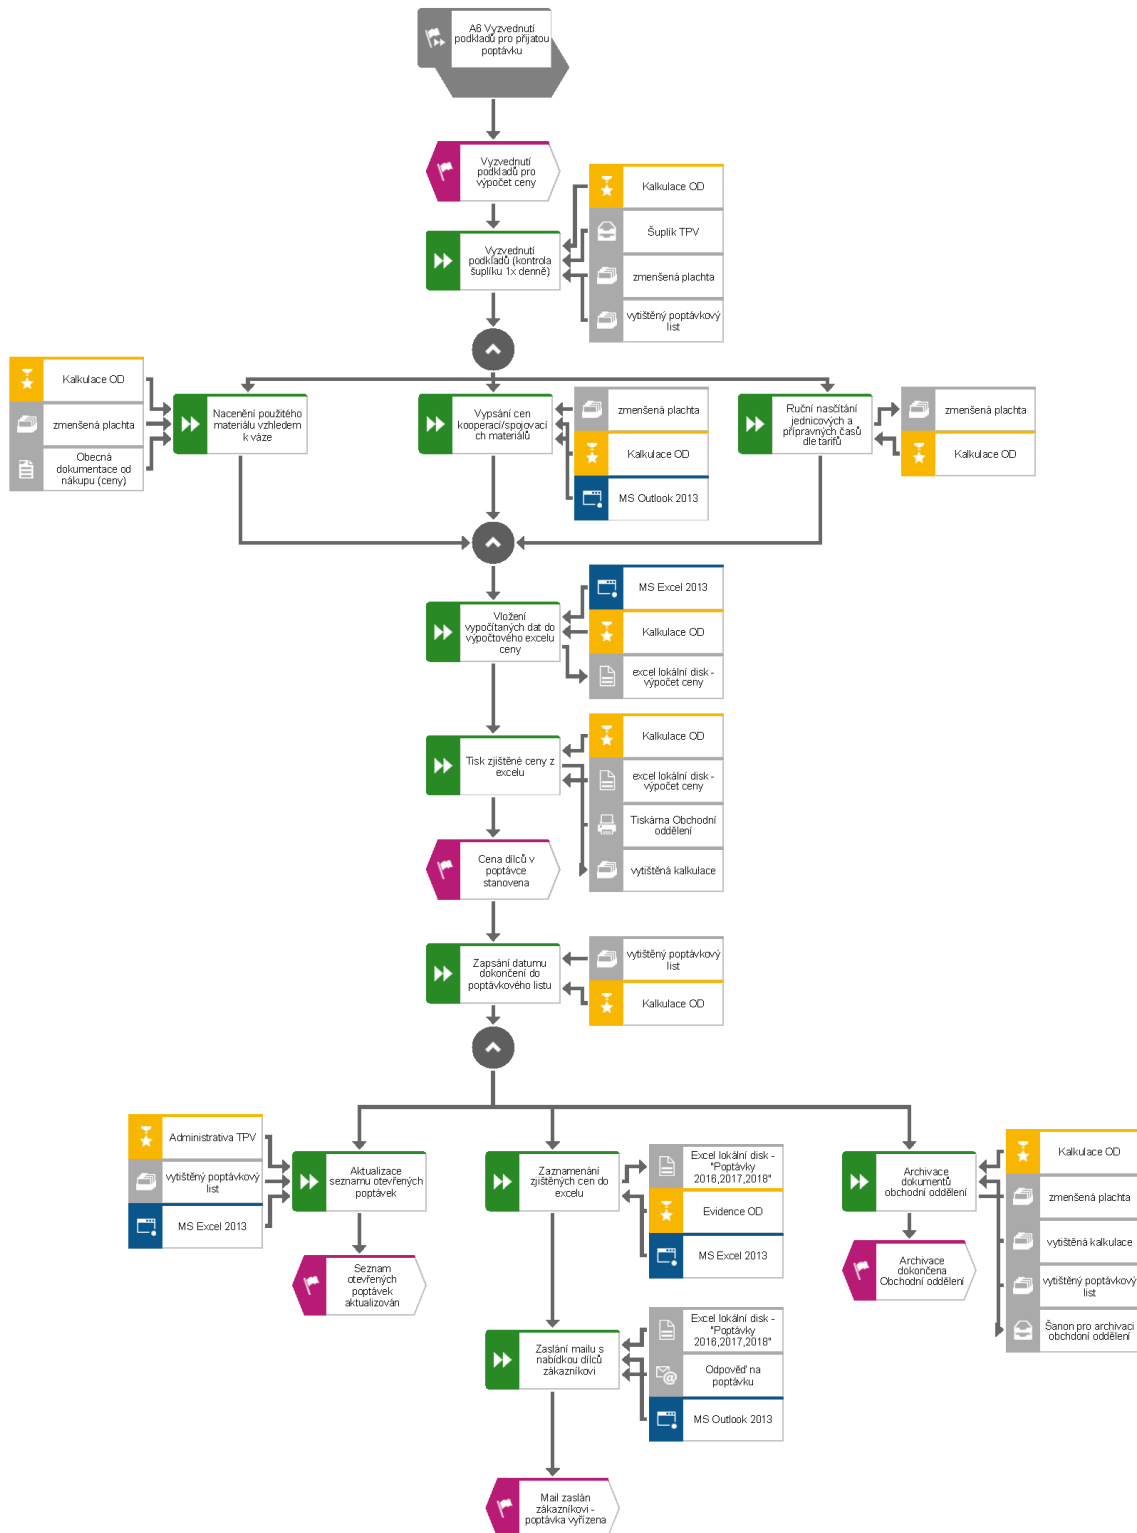 A6 Vyzvednutí
podkladů pro přijatou
poptávku
Vyzvednutí
podkladů pro
výpočet ceny
Kalkulace OD
Šuplík TPV
zmenšená plachta
vytištěný poptávkový
list
Vyzvednutí
podkladů (kontrola
šuplíku 1x denně)
Kalkulace OD
zmenšená plachta
Obecná
dokumentace od
nákupu (ceny)
Nacenění použitého
materiálu vzhledem
k váze
Vypsání cen
kooperací/spojovací
ch materiálů
zmenšená plachta
Kalkulace OD
MS Outlook 2013
Ruční nasčítání
jednicových a
přípravných časů
dle tarifů
zmenšená plachta
Kalkulace OD
Vložení
vypočítaných dat do
výpočtového excelu
ceny
MS Excel 2013
Kalkulace OD
excel lokální disk -
výpočet ceny
Tisk zjištěné ceny z
excelu
Kalkulace OD
excel lokální disk -
výpočet ceny
Tiskárna Obchodní
oddělení
vytištěná kalkulace
Cena dílců v
poptávce
stanovena
Zapsání datumu
dokončení do
poptávkového listu
vytištěný poptávkový
list
Kalkulace OD
Administrativa TPV
vytištěný poptávkový
list
MS Excel 2013
Aktualizace
seznamu otevřených
poptávek
Seznam
otevřených
poptávek
aktualizován
Zaznamenání
zjištěných cen do
excelu
Excel lokální disk -
"Poptávky
2016,2017,2018"
Evidence OD
MS Excel 2013
Archivace
dokumentů
obchodní oddělení
Kalkulace OD
zmenšená plachta
vytištěná kalkulace
vytištěný poptávkový
list
Šanon pro archivaci
obchdoní oddělení
Archivace
dokončena
Obchodní oddělení
Zaslání mailu s
nabídkou dílců
zákazníkovi
Excel lokální disk -
"Poptávky
2016,2017,2018"
Odpověď na
poptávku
MS Outlook 2013
Mail zaslán
zákazníkovi -
poptávka vyřízena